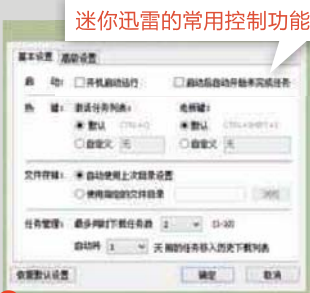 迷你迅雷的常用控制功能
基本设置 高级设置
启 动: 开机启动运行 启动后自动开始未完成任务
热 键: 激活任务列表: 老板键:
默认 CTRL+Q 默认
自定义 无 自定义 无
文件存储: 自动使用上次目录设置
使用指定的文件目录 浏览
任务管理: 最多同时下载任务数 2 (1-10)
自动将 1 天 前的任务移入历史下载列表
恢复默认设置 确定 取消